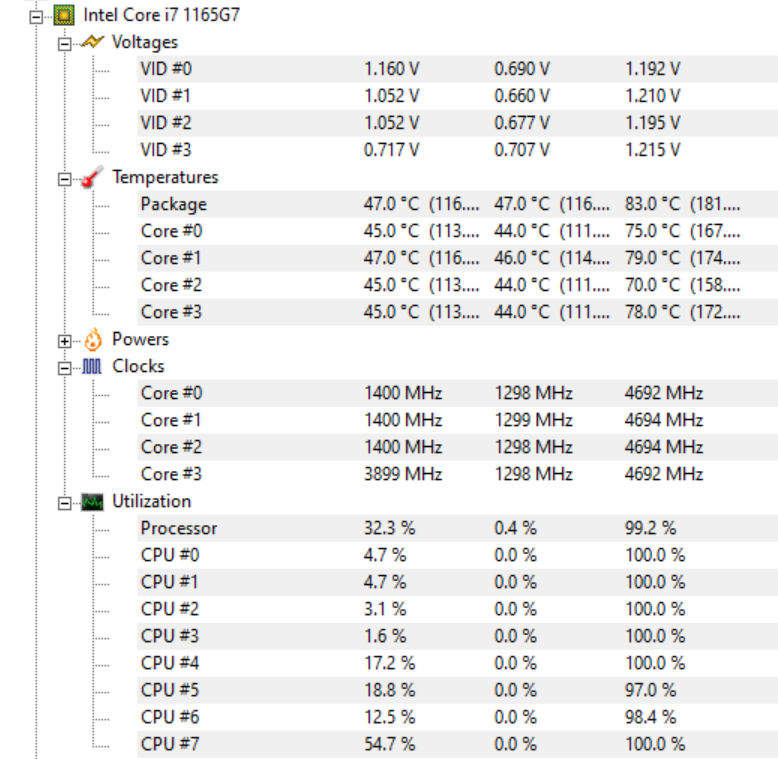 Intel Core i7 1165G7
Voltages
VID #0 1.160 V 0.690 V 1.192 V
VID #1 1.052 V 0.660 V 1.210 V
VID #2 1.052 V 0.677 V 1.195 V
VID #3 0.717 V 0.707 V 1.215 V
Temperatures
Package 47.0 °C (116.... 47.0 °C (116.... 83.0 °C (181....
Core #0 45.0 °C (113.... 44.0 °C (111.... 75.0 °C (167....
Core #1 47.0 °C (116.... 46.0 °C (114.... 79.0 °C (174....
Core #2 45.0 °C (113.... 44.0 °C (111.... 70.0 °C (158....
Core #3 45.0 °C (113.... 44.0 °C (111.... 78.0 °C (172....
Powers
Clocks
Core #0 1400 MHz 1298 MHz 4692 MHz
Core #1 1400 MHz 1299 MHz 4694 MHz
Core #2 1400 MHz 1298 MHz 4694 MHz
Core #3 3899 MHz 1298 MHz 4692 MHz
Utilization
Processor 32.3 % 0.4 % 99.2 %
CPU #0 4.7 % 0.0 % 100.0 %
CPU #1 4.7 % 0.0 % 100.0 %
CPU #2 3.1 % 0.0 % 100.0 %
CPU #3 1.6 % 0.0 % 100.0 %
CPU #4 17.2 % 0.0 % 100.0 %
CPU #5 18.8 % 0.0 % 97.0 %
CPU #6 12.5 % 0.0 % 98.4 %
CPU #7 54.7 % 0.0 % 100.0 %